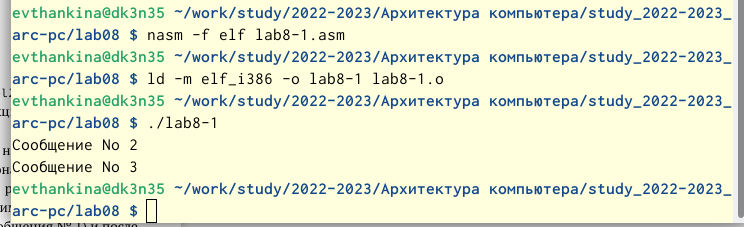 evthankina@dk3n35 ~/work/study/2022-2023/Архитектура компьютера/study_2022-2023_
arc-pc/lab08 $ nasm -f elf lab8-1.asm
evthankina@dk3n35 ~/work/study/2022-2023/Архитектура компьютера/study_2022-2023_
arc-pc/lab08 $ ld -m elf_i386 -o lab8-1 lab8-1.o
evthankina@dk3n35 ~/work/study/2022-2023/Архитектура компьютера/study_2022-2023_
arc-pc/lab08 $ ./lab8-1
Сообщение No 2
Сообщение No 3
evthankina@dk3n35 ~/work/study/2022-2023/Архитектура компьютера/study_2022-2023_
arc-pc/lab08 $